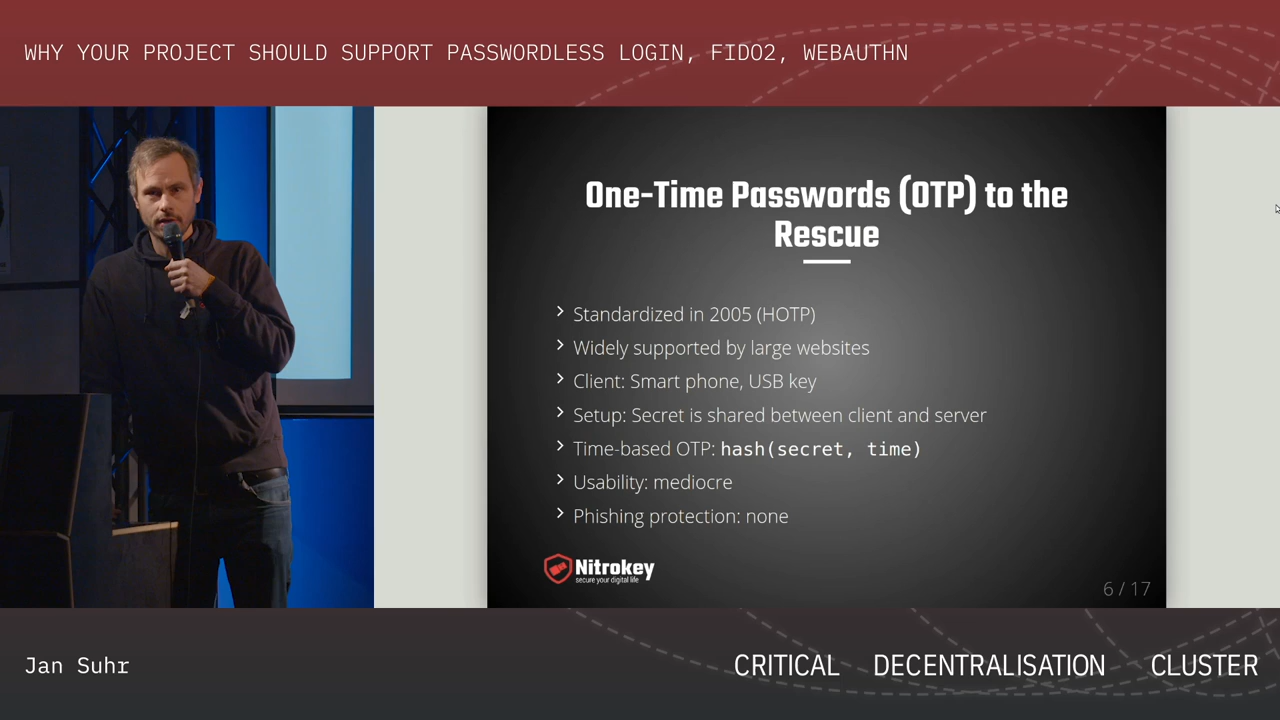 WHY YOUR PROJECT SHOULD SUPPORT PASSWORDLESS LOGIN, FIDO2, WEBAUTHN
One-Time Passwords (OTP) to the
Rescue
Standardized in 2005 (HOTP)
Widely supported by large websites
Client: Smart phone, USB key
Setup: Secret is shared between client and server
Time-based OTP: hash(secret, time)
Usability: mediocre
Phishing protection: none
Nitrokey
secure your digital life
6 / 17
Jan Suhr
CRITICAL DECENTRALISATION CLUSTER